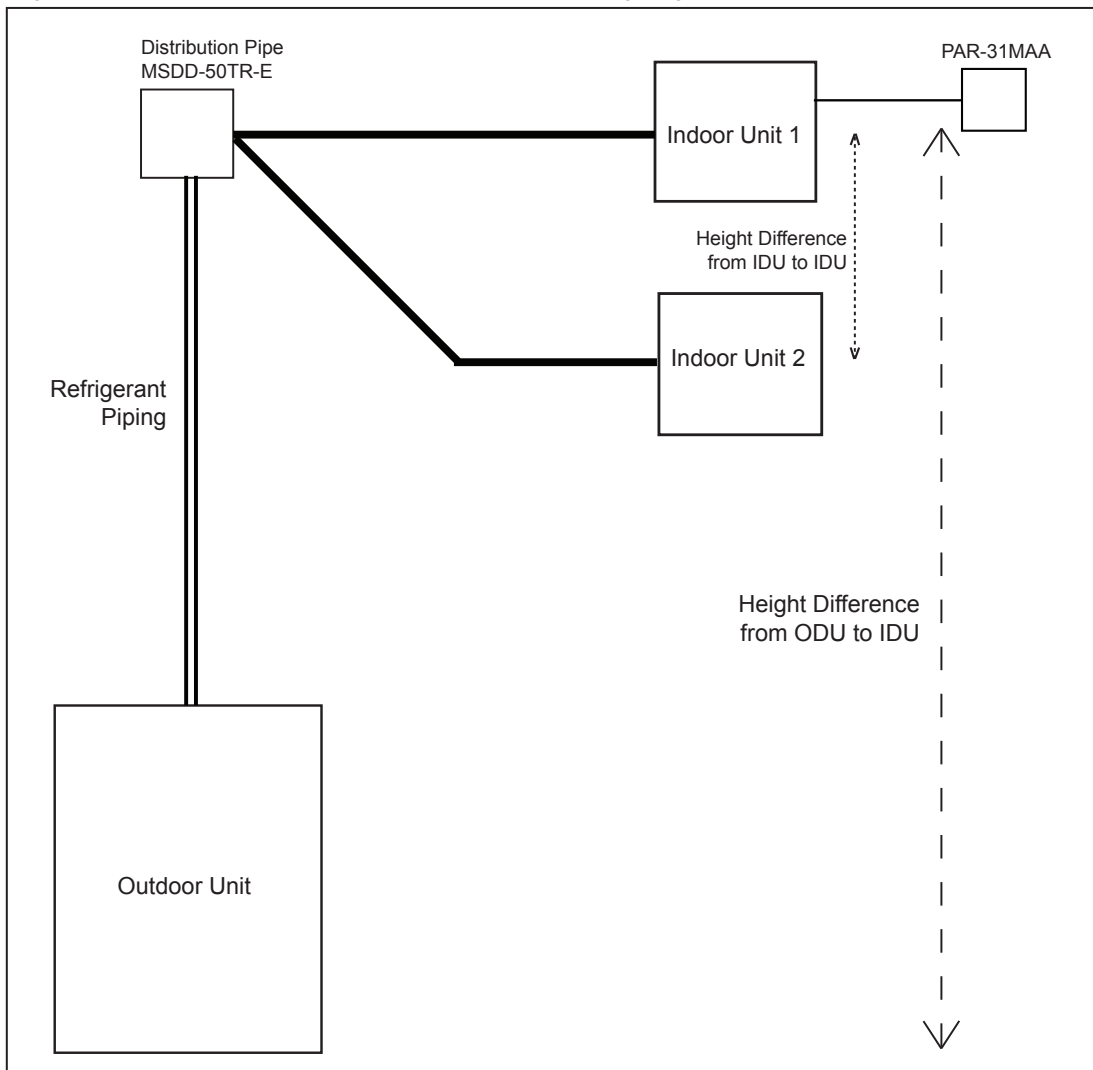 Distribution Pipe
MSDD-50TR-E
PAR-31MAA
Indoor Unit 1
Height Difference
from IDU to IDU
Indoor Unit 2
Refrigerant
Piping
Height Difference
from ODU to IDU
Outdoor Unit